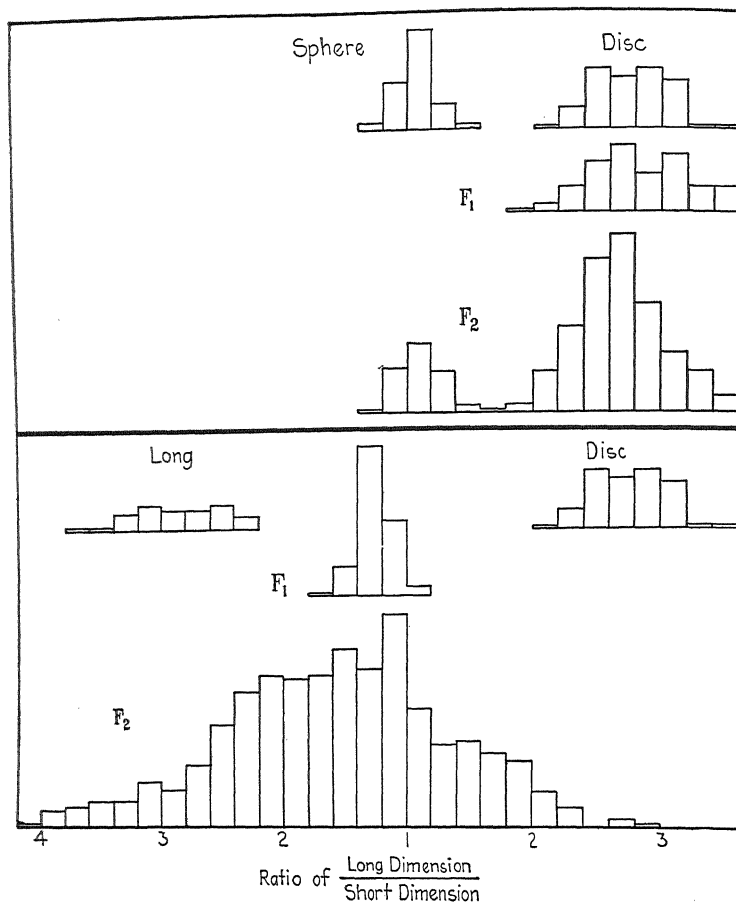 Sphere Disc
F₁
F₂
Long Disc
F₁
F₂
4 3 2 1 2 3
Ratio of Long Dimension
Short Dimension